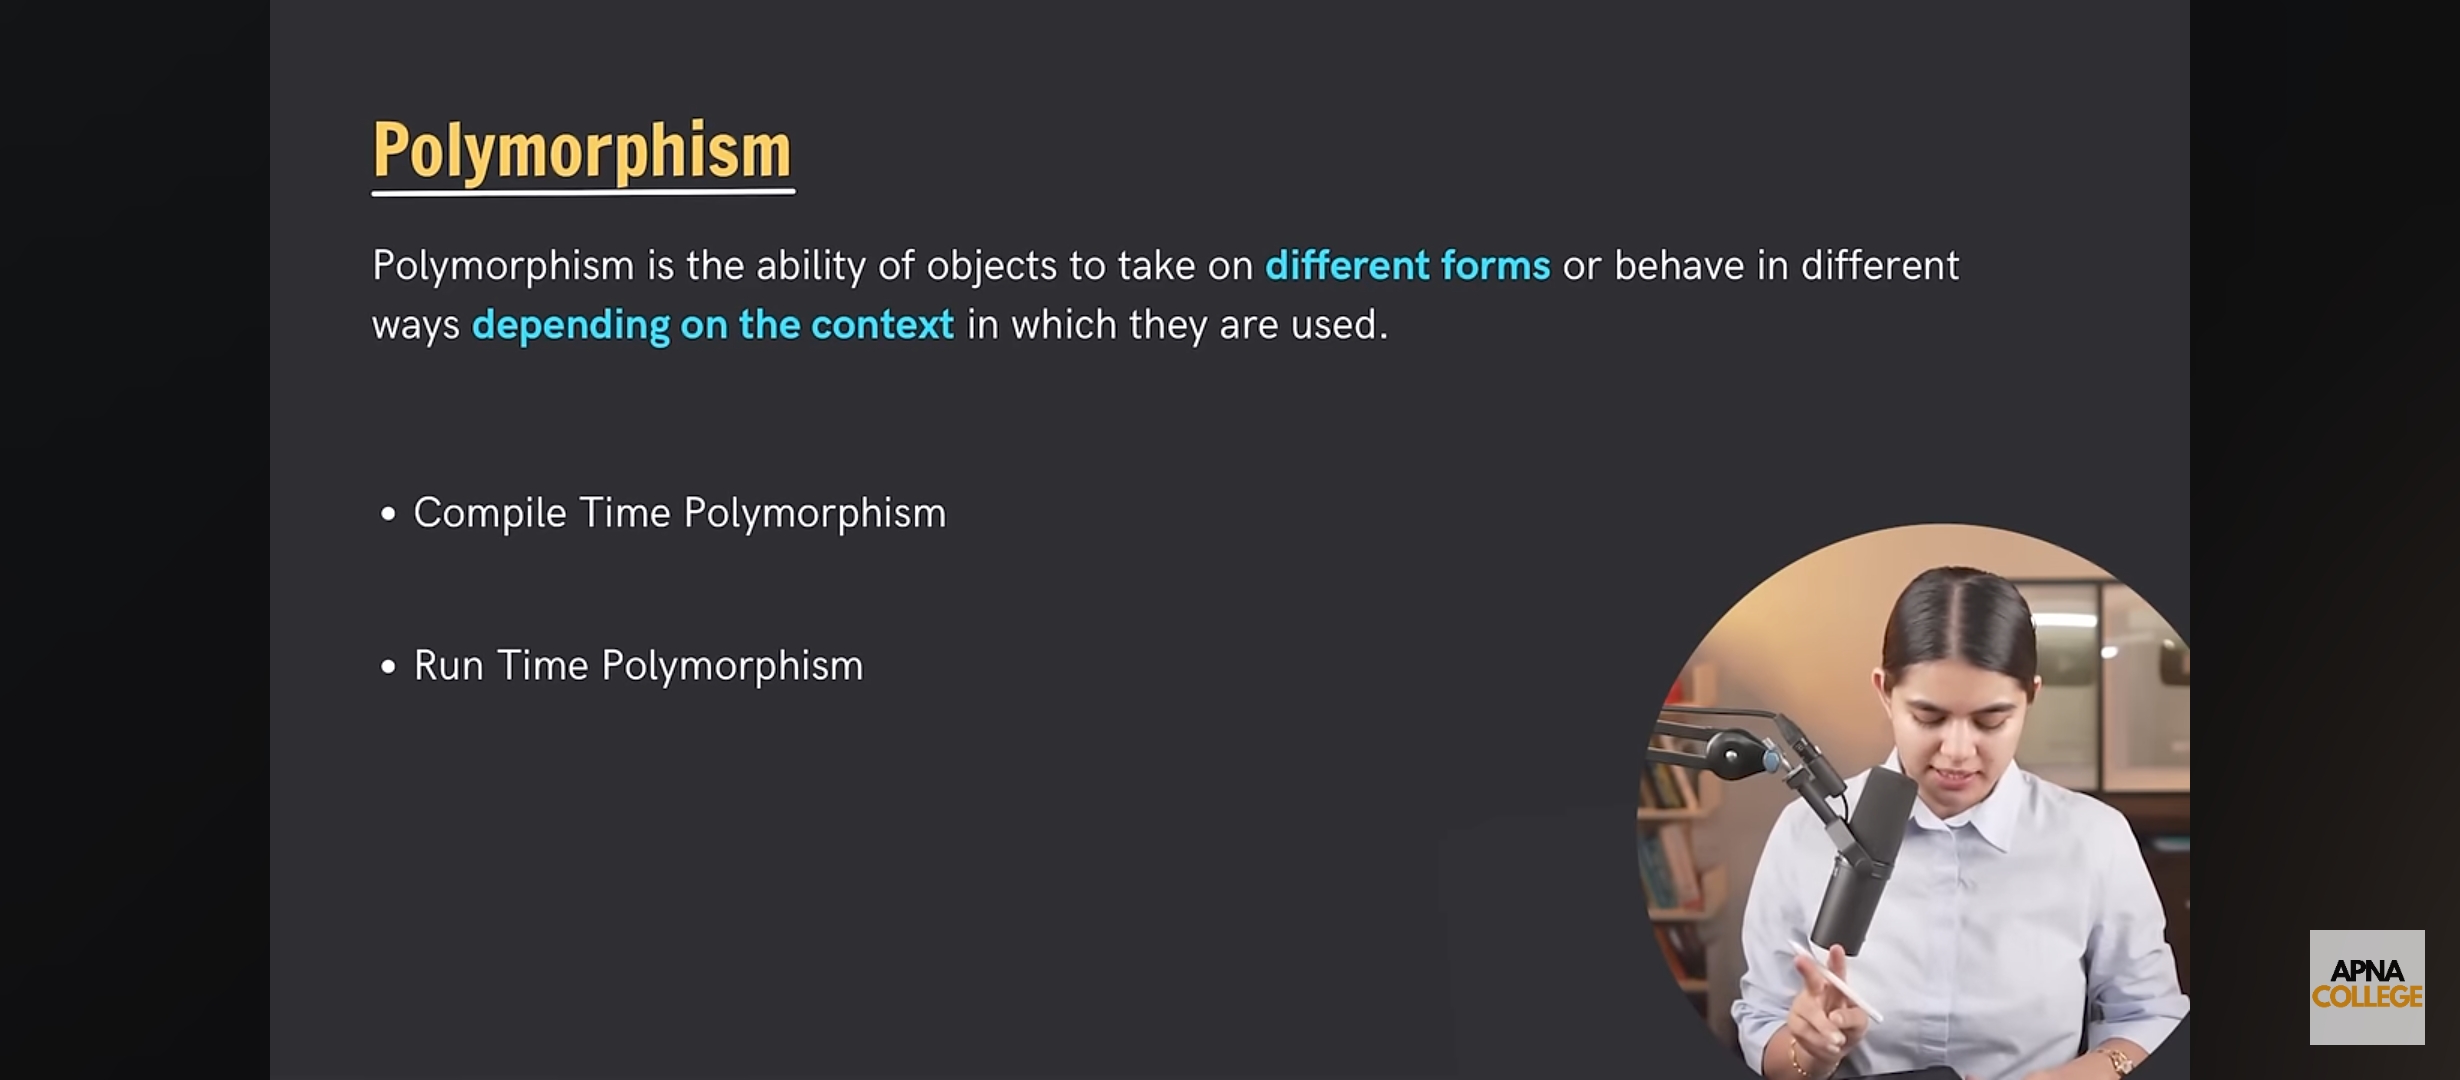 Polymorphism
Polymorphism is the ability of objects to take on different forms or behave in different
ways depending on the context in which they are used.
• Compile Time Polymorphism
• Run Time Polymorphism
APNA
COLLEGE